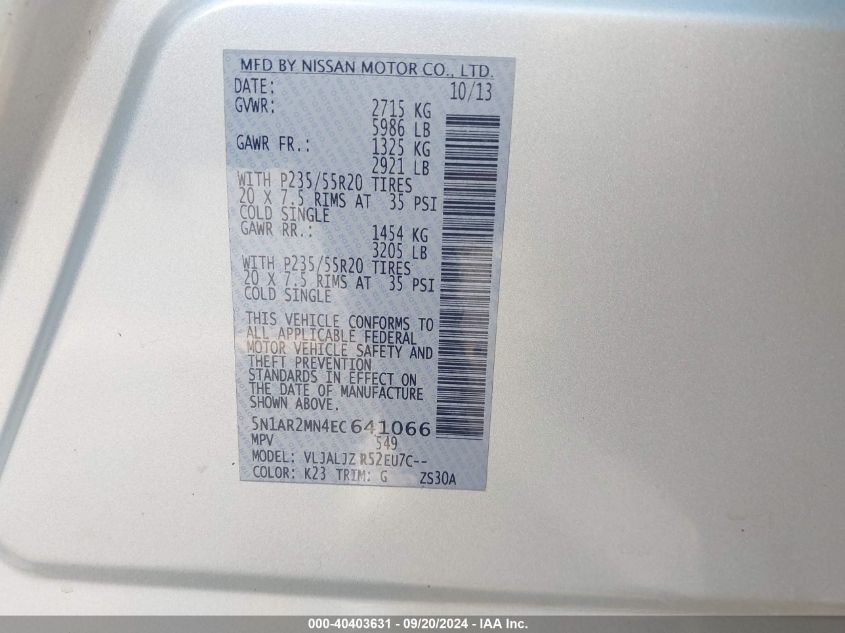 MFD BY NISSAN MOTOR CO., LTD.
DATE: 10/13
GVWR: 2715 KG
5986 LB
GAWR FR.: 1325 KG
2921 LB
WITH P235/55R20 TIRES
20 X 7.5 RIMS AT 35 PSI
COLD SINGLE
GAWR RR.: 1454 KG
3205 LB
WITH P235/55R20 TIRES
20 X 7.5 RIMS AT 35 PSI
COLD SINGLE
THIS VEHICLE CONFORMS TO
ALL APPLICABLE FEDERAL
MOTOR VEHICLE SAFETY AND
THEFT PREVENTION
STANDARDS IN EFFECT ON
THE DATE OF MANUFACTURE
SHOWN ABOVE.
5N1AR2MN4EC641066
MPV 549
MODEL: VLJALJZ R52EU7C--
COLOR: K23 TRIM: G ZS30A
000-40403631 - 09/20/2024 - IAA Inc.